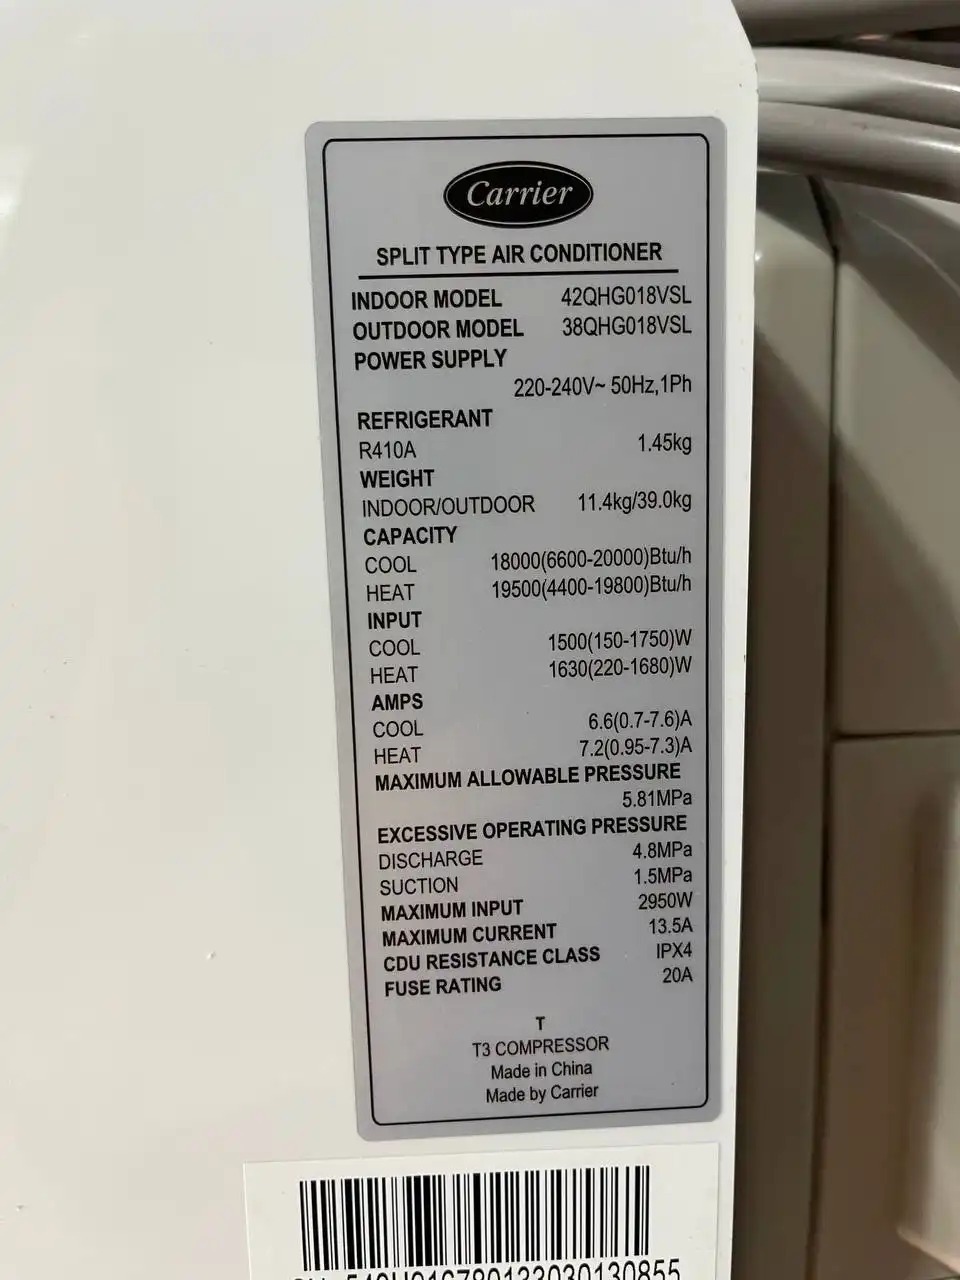 Carrier
SPLIT TYPE AIR CONDITIONER
INDOOR MODEL 42QHG018VSL
OUTDOOR MODEL 38QHG018VSL
POWER SUPPLY
220-240V~ 50Hz,1Ph
REFRIGERANT
R410A 1.45kg
WEIGHT
INDOOR/OUTDOOR 11.4kg/39.0kg
CAPACITY
COOL 18000(6600-20000)Btu/h
HEAT 19500(4400-19800)Btu/h
INPUT
COOL 1500(150-1750)W
HEAT 1630(220-1680)W
AMPS
COOL 6.6(0.7-7.6)A
HEAT 7.2(0.95-7.3)A
MAXIMUM ALLOWABLE PRESSURE
5.81MPa
EXCESSIVE OPERATING PRESSURE
DISCHARGE 4.8MPa
SUCTION 1.5MPa
MAXIMUM INPUT 2950W
MAXIMUM CURRENT 13.5A
CDU RESISTANCE CLASS IPX4
FUSE RATING 20A
T
T3 COMPRESSOR
Made in China
Made by Carrier